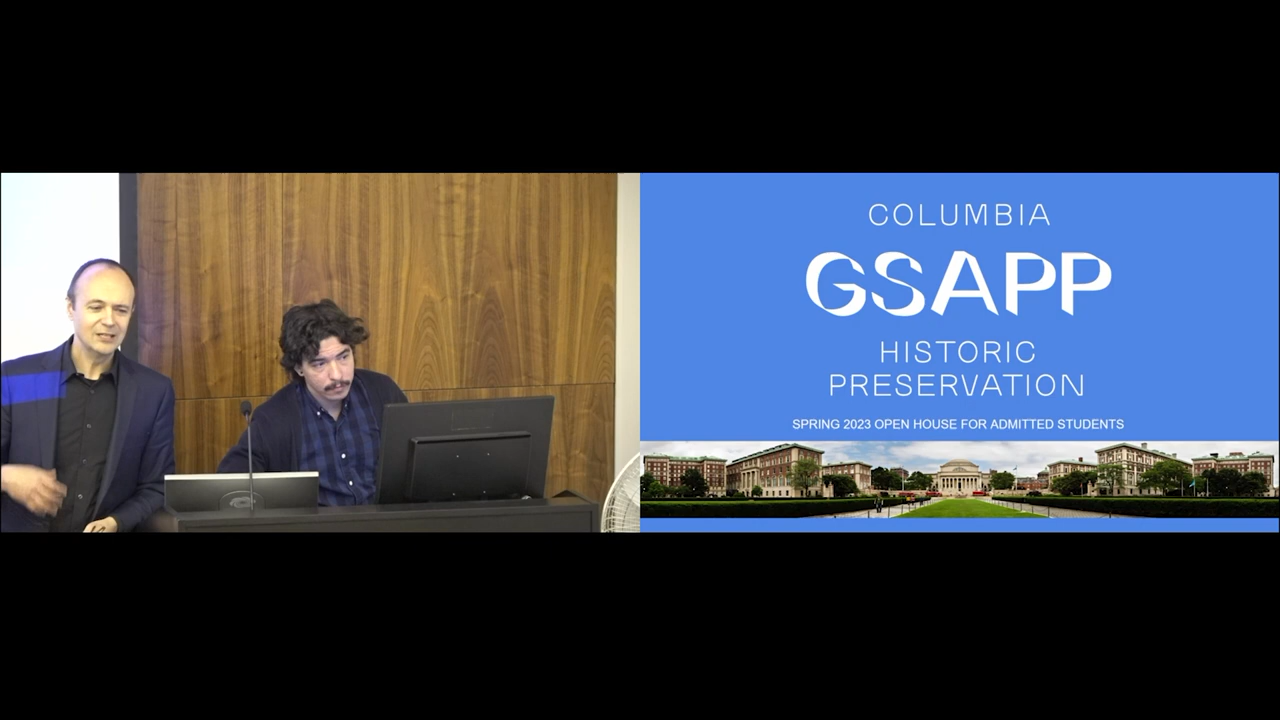 COLUMBIA
GSAPP
HISTORIC
PRESERVATION
SPRING 2023 OPEN HOUSE FOR ADMITTED STUDENTS